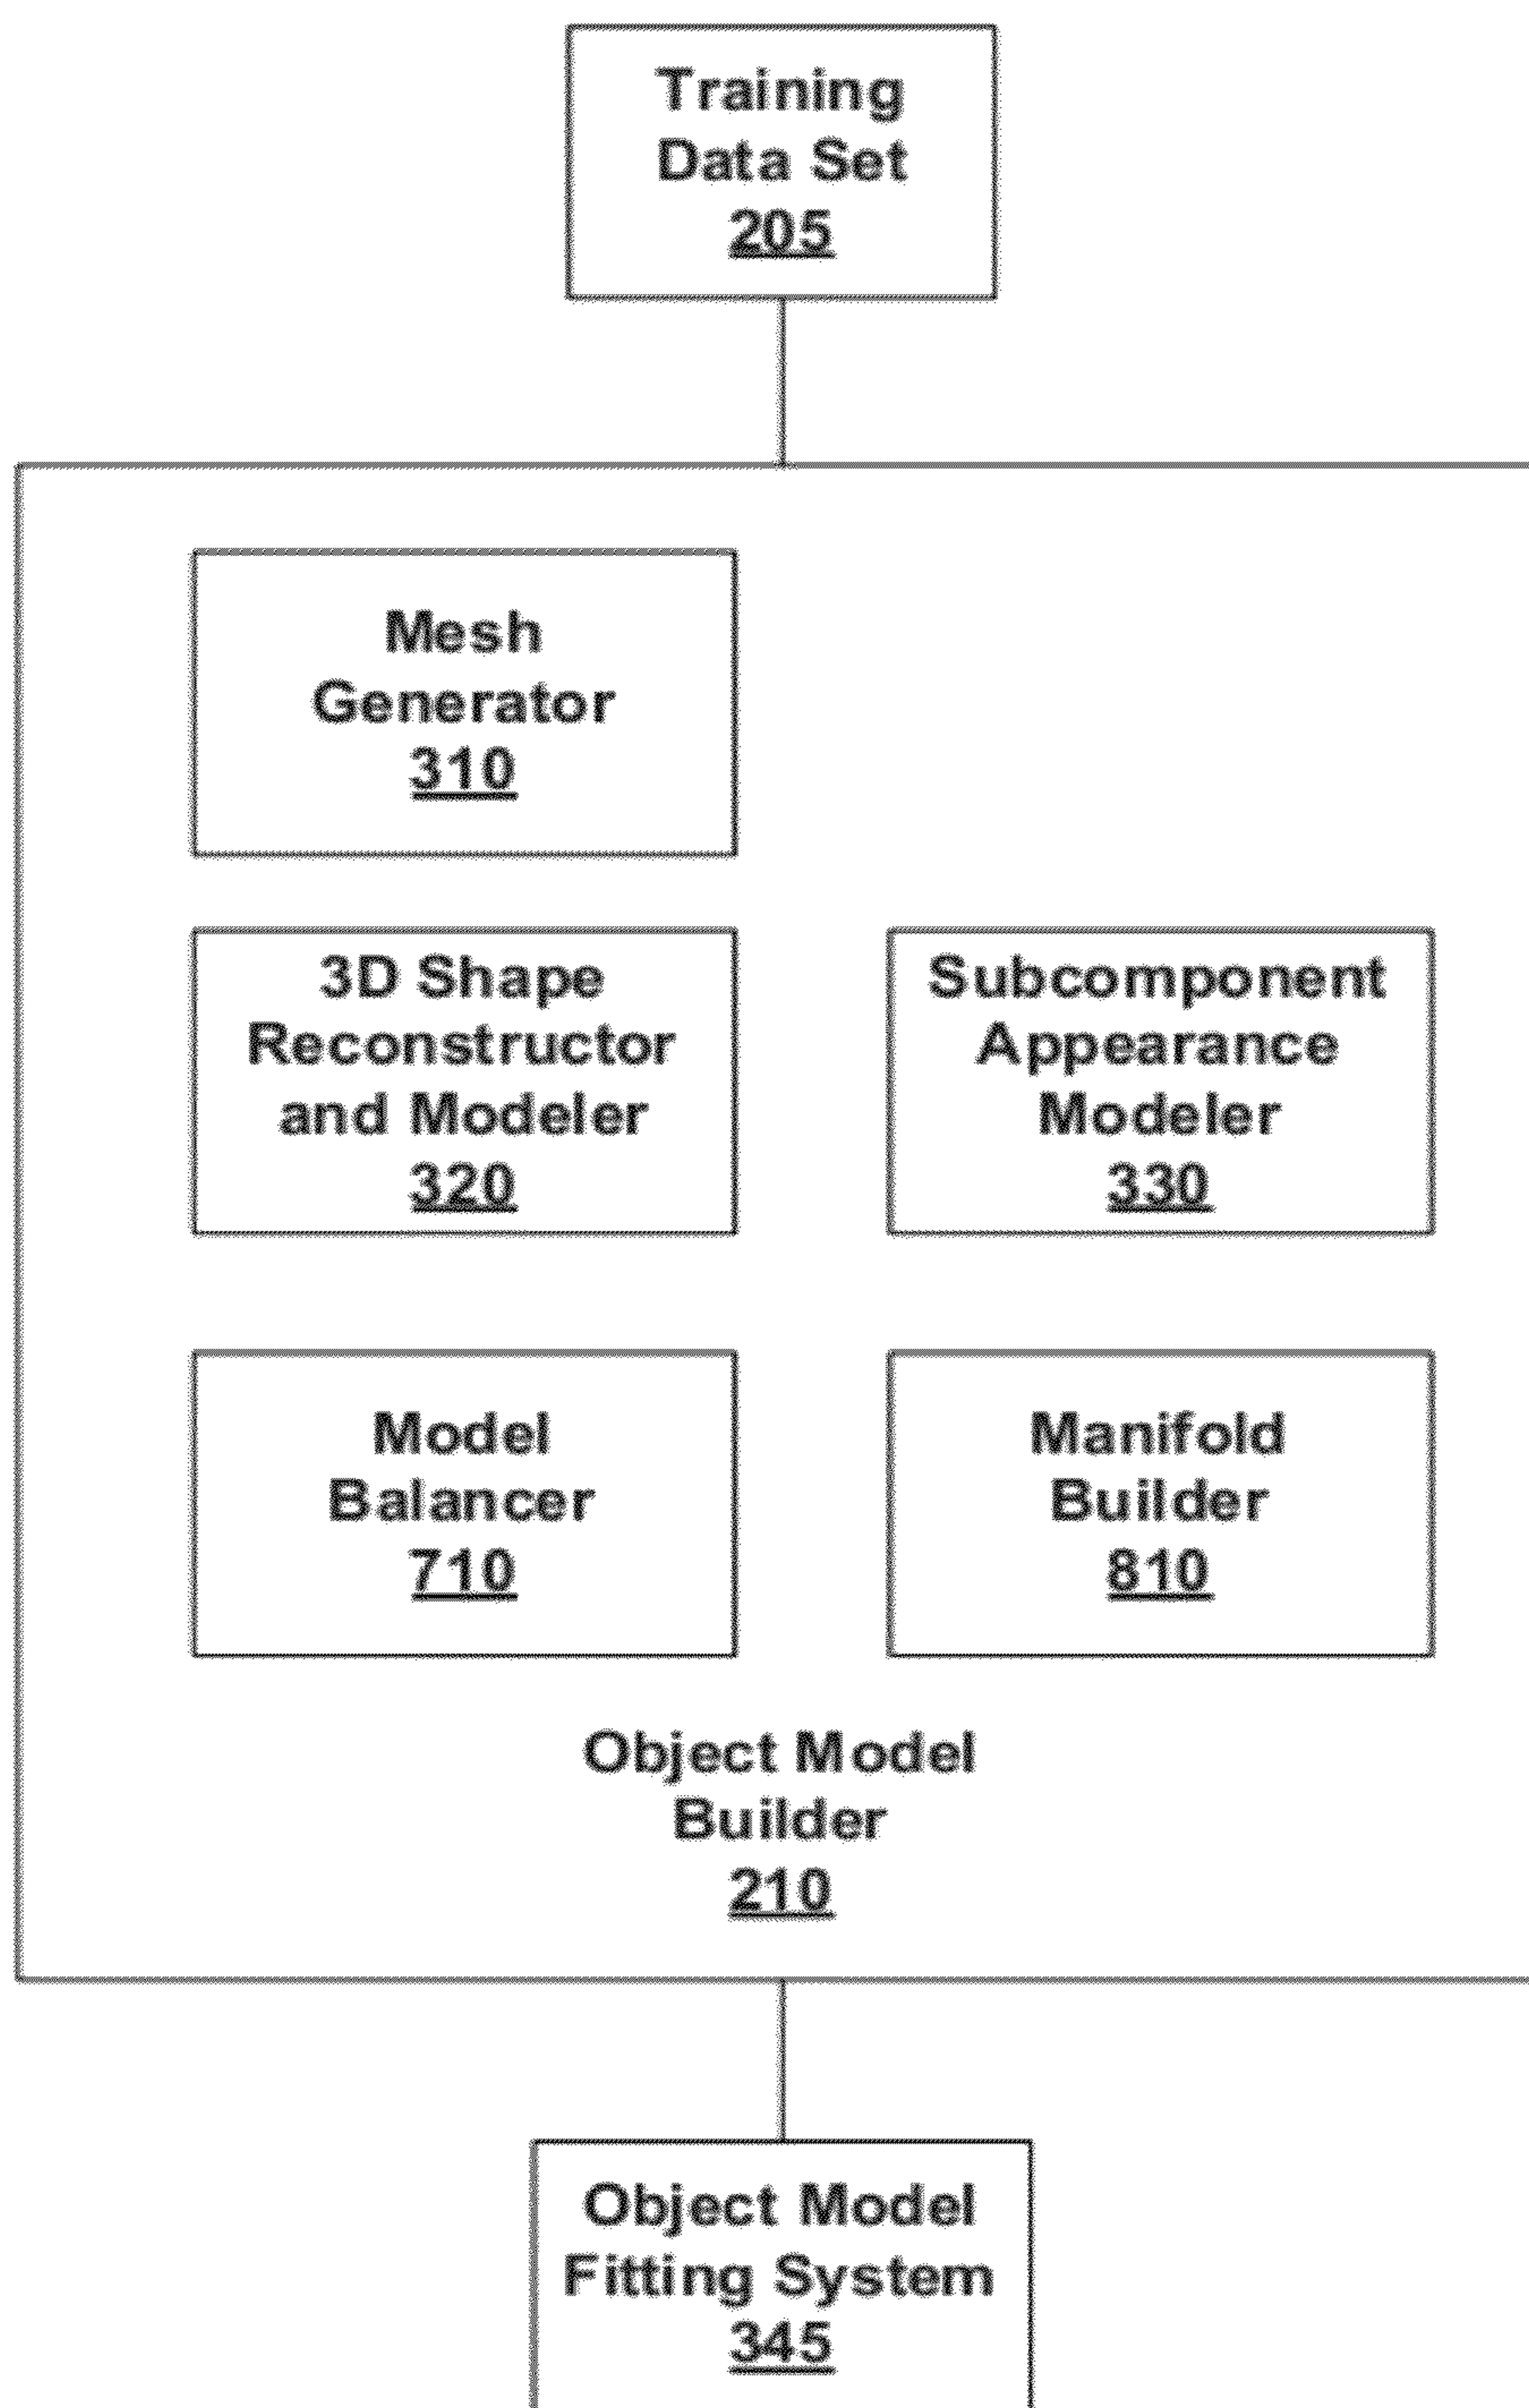 Training
Data Set
205
Mesh
Generator
310
3D Shape
Reconstructor
and Modeler
320
Subcomponent
Appearance
Modeler
330
Model
Balancer
710
Manifold
Builder
810
Object Model
Builder
210
Object Model
Fitting System
345